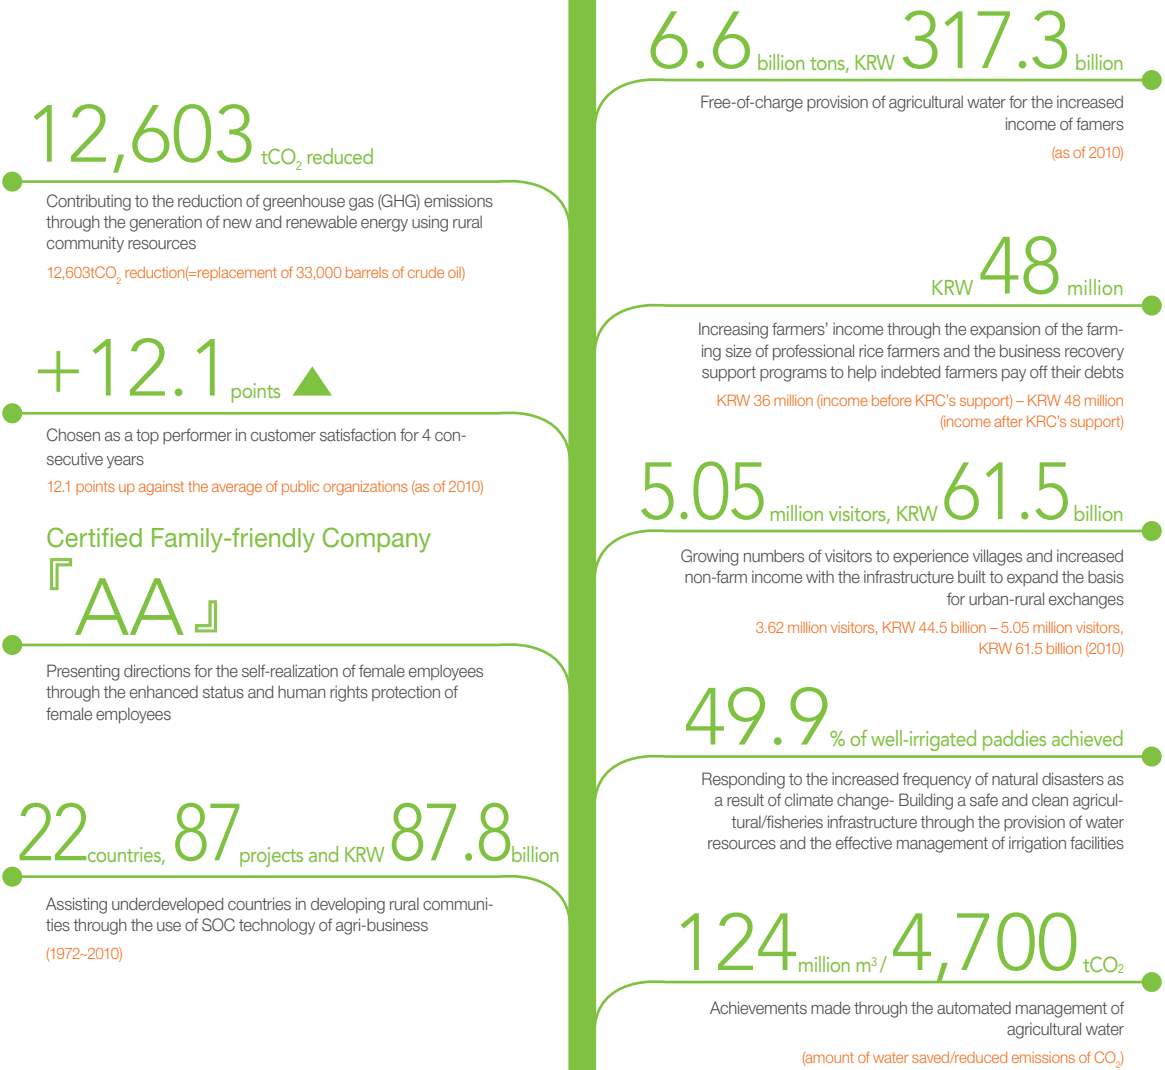 12,603 tCO₂ reduced
Contributing to the reduction of greenhouse gas (GHG) emissions
through the generation of new and renewable energy using rural
community resources
12,603tCO₂ reduction(=replacement of 33,000 barrels of crude oil)
+12.1 points ▲
Chosen as a top performer in customer satisfaction for 4 con-
secutive years
12.1 points up against the average of public organizations (as of 2010)
Certified Family-friendly Company
『AA』
Presenting directions for the self-realization of female employees
through the enhanced status and human rights protection of
female employees
22 countries, 87 projects and KRW 87.8 billion
Assisting underdeveloped countries in developing rural communi-
ties through the use of SOC technology of agri-business
(1972~2010)
6.6 billion tons, KRW 317.3 billion
Free-of-charge provision of agricultural water for the increased
income of famers
(as of 2010)
KRW 48 million
Increasing farmers' income through the expansion of the farm-
ing size of professional rice farmers and the business recovery
support programs to help indebted farmers pay off their debts
KRW 36 million (income before KRC's support) – KRW 48 million
(income after KRC's support)
5.05 million visitors, KRW 61.5 billion
Growing numbers of visitors to experience villages and increased
non-farm income with the infrastructure built to expand the basis
for urban-rural exchanges
3.62 million visitors, KRW 44.5 billion – 5.05 million visitors,
KRW 61.5 billion (2010)
49.9 % of well-irrigated paddies achieved
Responding to the increased frequency of natural disasters as
a result of climate change- Building a safe and clean agricul-
tural/fisheries infrastructure through the provision of water
resources and the effective management of irrigation facilities
124 million m³ / 4,700 tCO₂
Achievements made through the automated management of
agricultural water
(amount of water saved/reduced emissions of CO₂)